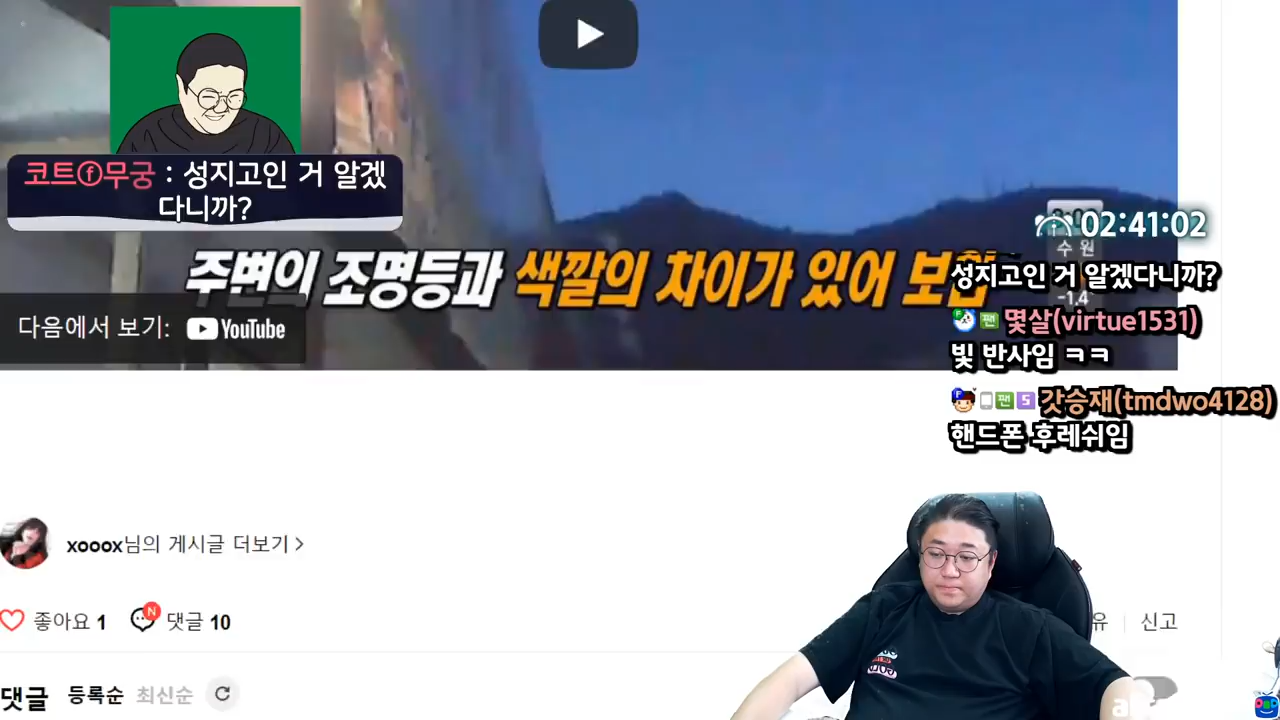 코트ⓕ무궁 : 성지고인 거 알겠
다니까?
주변의 조명등과 색깔의 차이가 있어 보임
다음에서 보기: YouTube
02:41:02
수 원
-1.4
성지고인 거 알겠다니까?
팬 몇살(virtue1531)
빛 반사임 ㅋㅋ
팬 5 갓승재(tmdwo4128)
핸드폰 후레쉬임
xooox님의 게시글 더보기 >
좋아요 1 N 댓글 10
유 신고
댓글 등록순 최신순